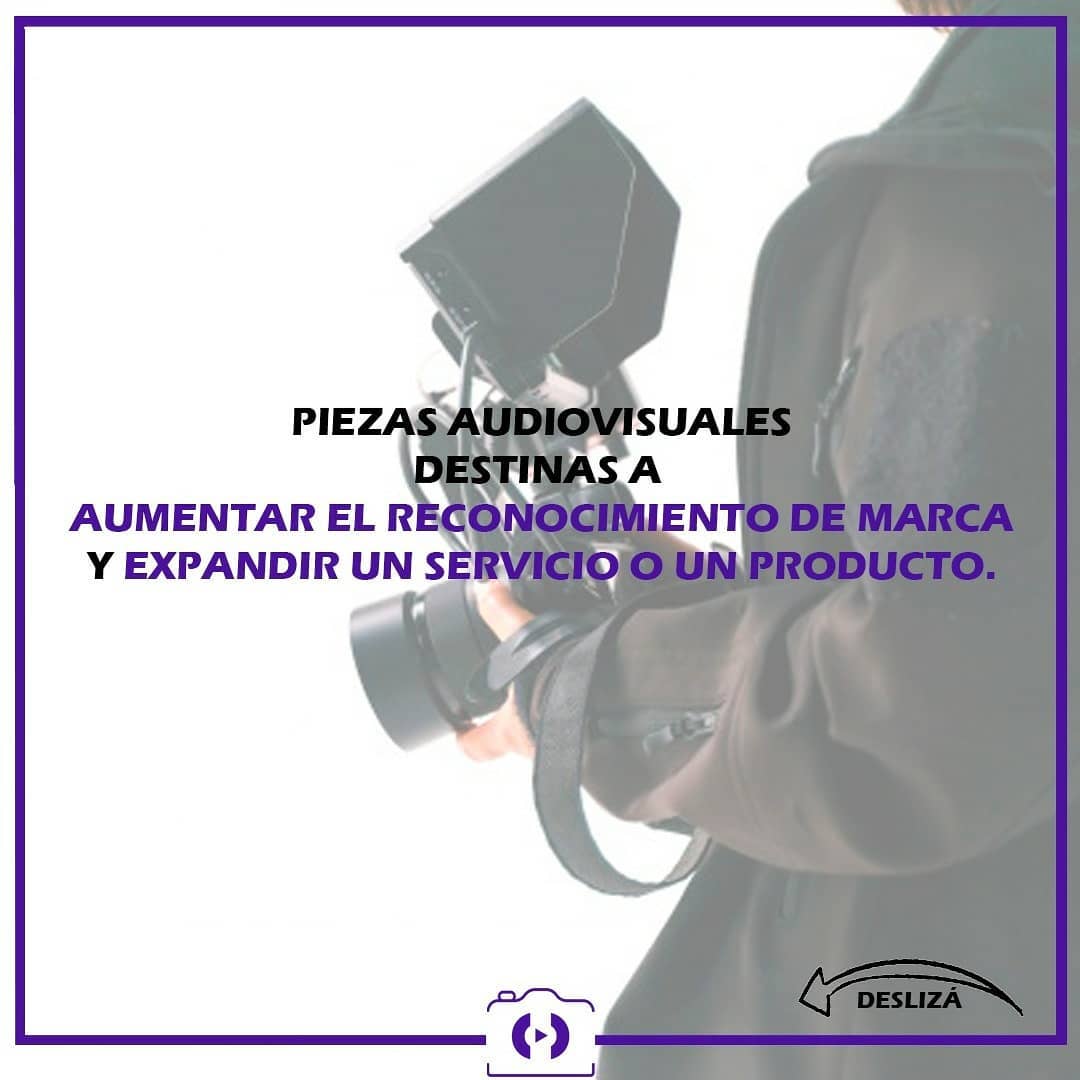 PIEZAS AUDIOVISUALES
DESTINAS A
AUMENTAR EL RECONOCIMIENTO DE MARCA
Y EXPANDIR UN SERVICIO O UN PRODUCTO.
DESLIZÁ